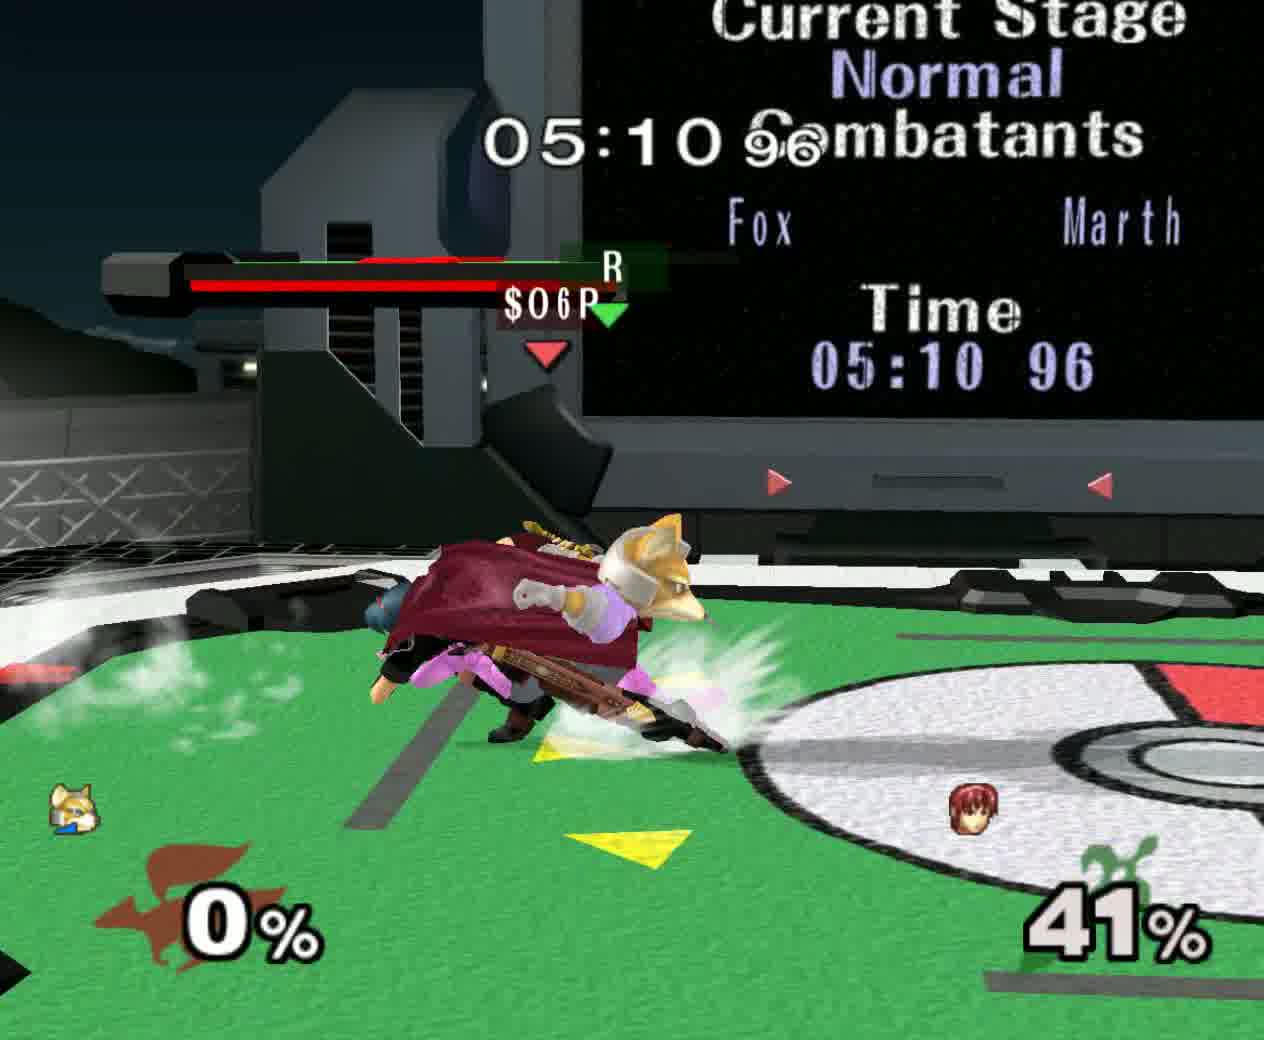 Current Stage
Normal
05:10 96
Combatants
Fox Marth
R
$06P
Time
05:10 96
0%
41%